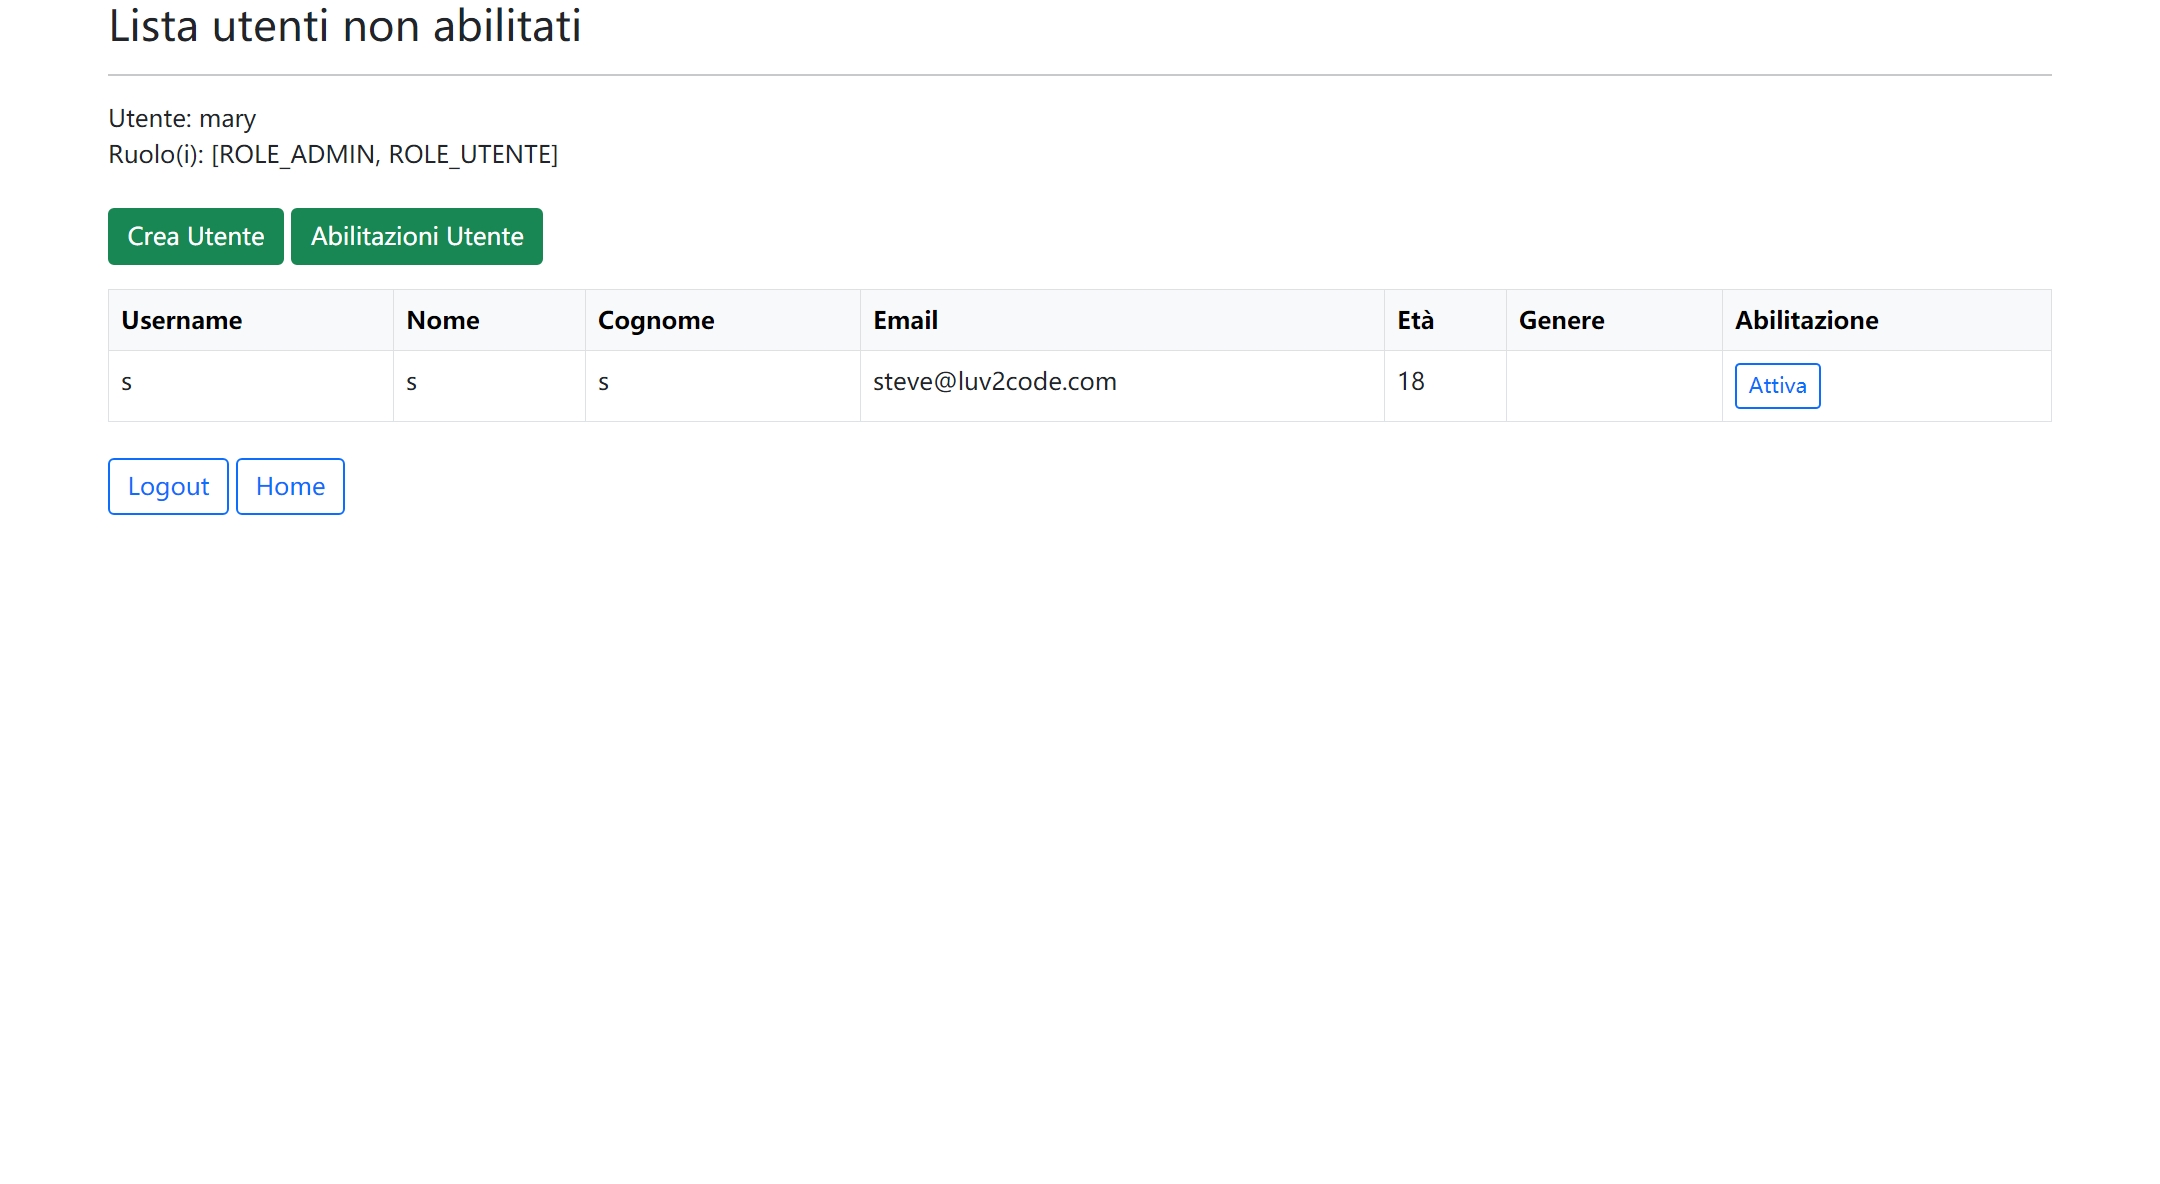 Lista utenti non abilitati
Utente: mary
Ruolo(i): [ROLE_ADMIN, ROLE_UTENTE]
Crea Utente Abilitazioni Utente
Username Nome Cognome Email Età Genere Abilitazione
s s s steve@luv2code.com 18 Attiva
Logout Home